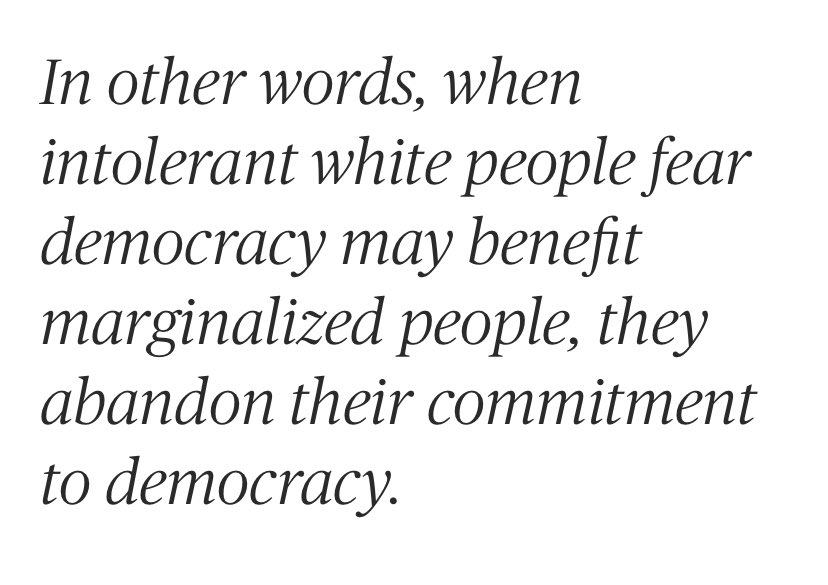 In other words, when
intolerant white people fear
democracy may benefit
marginalized people, they
abandon their commitment
to democracy.